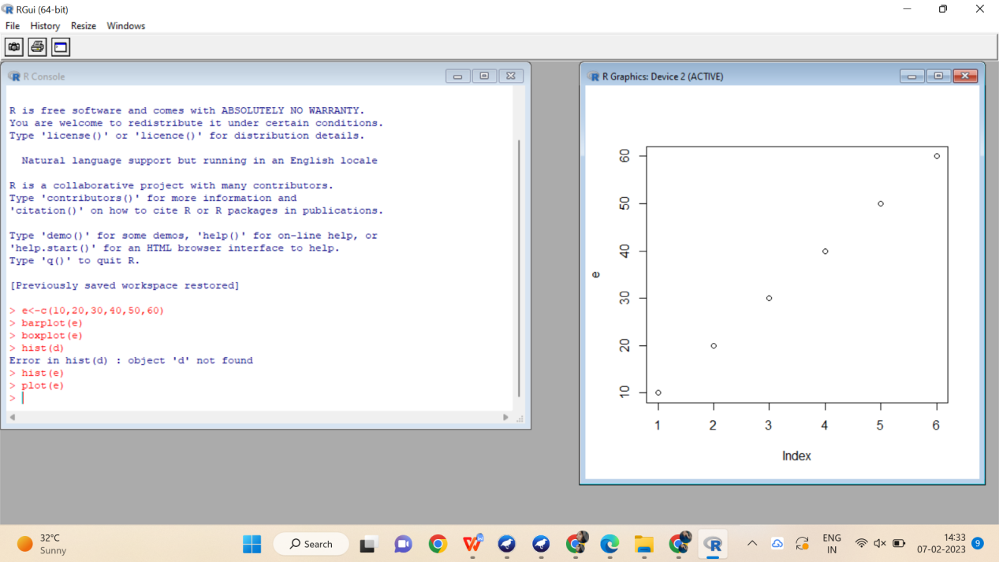 RGui (64-bit)
File History Resize Windows
R Console
R is free software and comes with ABSOLUTELY NO WARRANTY.
You are welcome to redistribute it under certain conditions.
Type 'license()' or 'licence()' for distribution details.
Natural language support but running in an English locale
R is a collaborative project with many contributors.
Type 'contributors()' for more information and
'citation()' on how to cite R or R packages in publications.
Type 'demo()' for some demos, 'help()' for on-line help, or
'help.start()' for an HTML browser interface to help.
Type 'q()' to quit R.
[Previously saved workspace restored]
> e<-c(10,20,30,40,50,60)
> barplot(e)
> boxplot(e)
> hist(d)
Error in hist(d) : object 'd' not found
> hist(e)
> plot(e)
>
R Graphics: Device 2 (ACTIVE)
60
50
40
30
20
10
e
1 2 3 4 5 6
Index
32°C
Sunny
Search
ENG
IN
14:33
07-02-2023
9